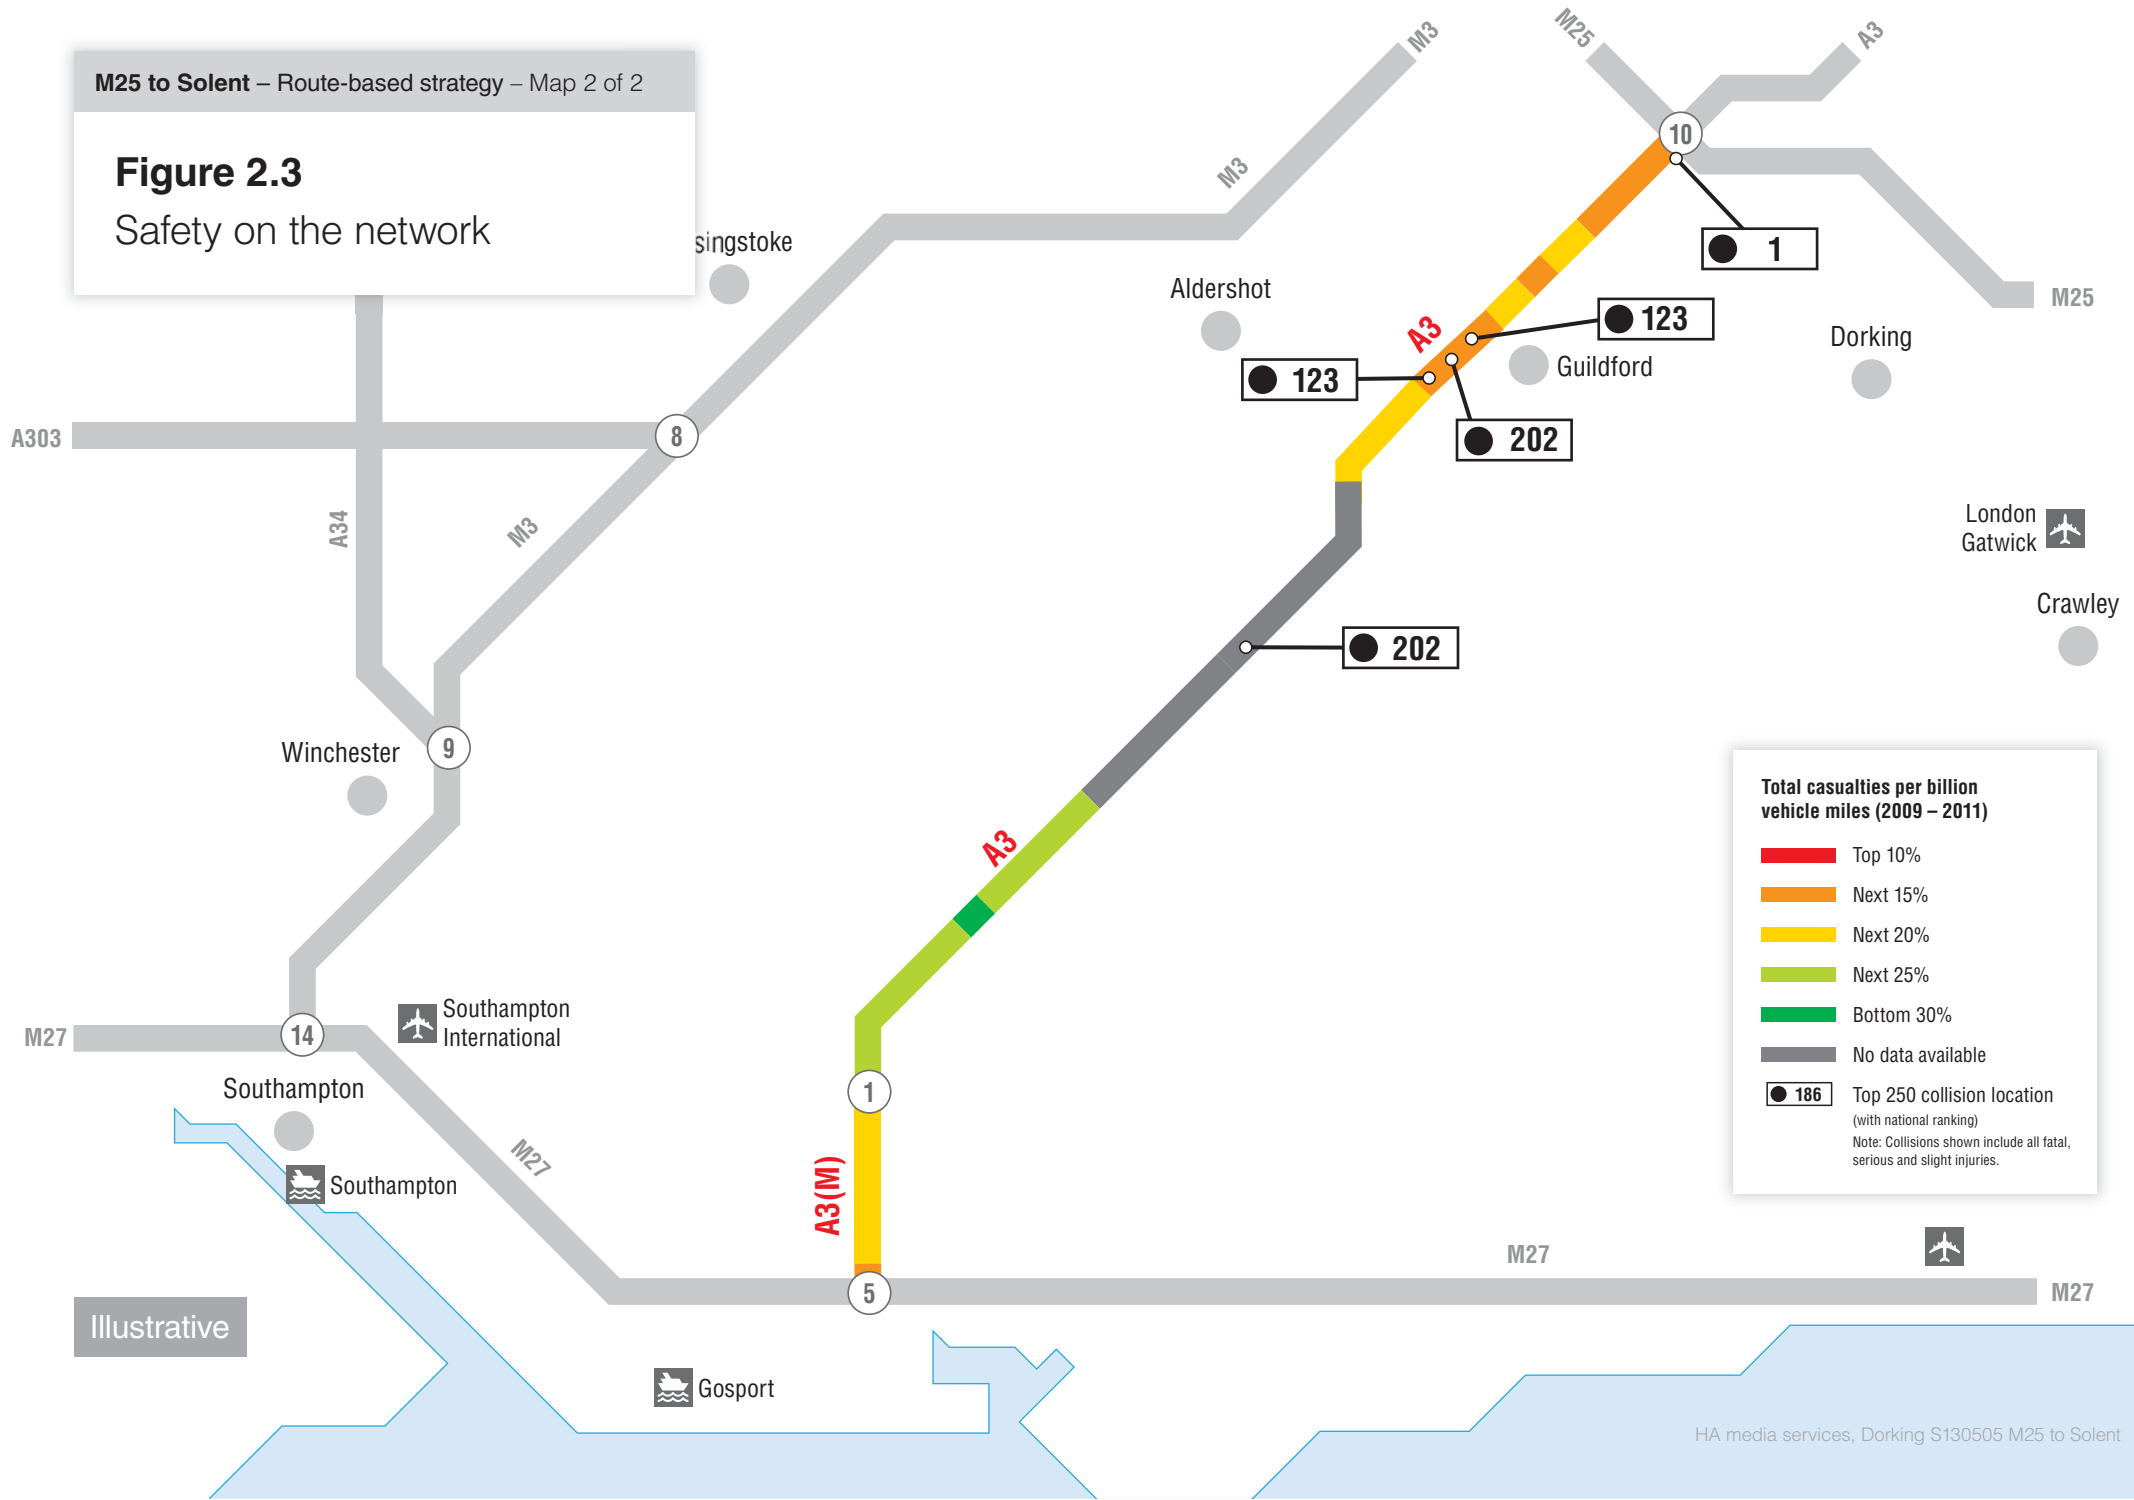 M25 to Solent – Route-based strategy – Map 2 of 2
Figure 2.3
Safety on the network
M3
M25
A3
M3
10
singstoke
1
Aldershot
M25
A3
123
Dorking
123
Guildford
A303
8
202
A34
M3
London
Gatwick
Crawley
202
Winchester
9
A3
Total casualties per billion
vehicle miles (2009 – 2011)
Top 10%
Next 15%
Next 20%
Next 25%
Bottom 30%
No data available
186
Top 250 collision location
(with national ranking)
Note: Collisions shown include all fatal,
serious and slight injuries.
Southampton
International
M27
14
Southampton
1
M27
A3(M)
Southampton
M27
5
M27
Illustrative
Gosport
HA media services, Dorking S130505 M25 to Solent